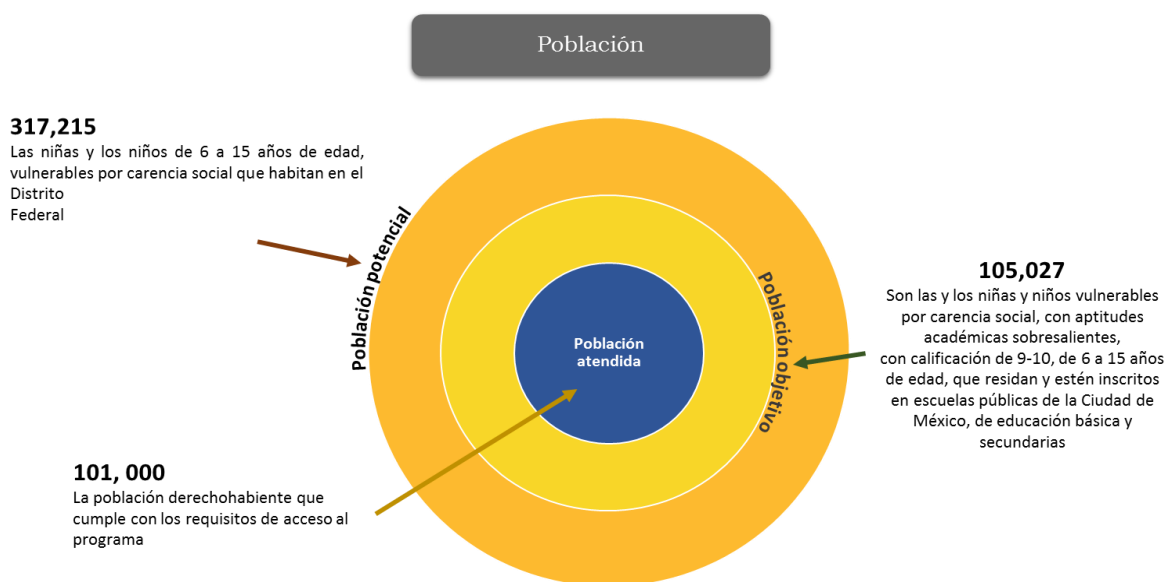 Población
317,215
Las niñas y los niños de 6 a 15 años de edad,
vulnerables por carencia social que habitan en el
Distrito
Federal
Población potencial
Población objetivo
Población
atendida
105,027
Son las y los niñas y niños vulnerables
por carencia social, con aptitudes
académicas sobresalientes,
con calificación de 9-10, de 6 a 15 años
de edad, que residan y estén inscritos
en escuelas públicas de la Ciudad de
México, de educación básica y
secundarias
101, 000
La población derechohabiente que
cumple con los requisitos de acceso al
programa